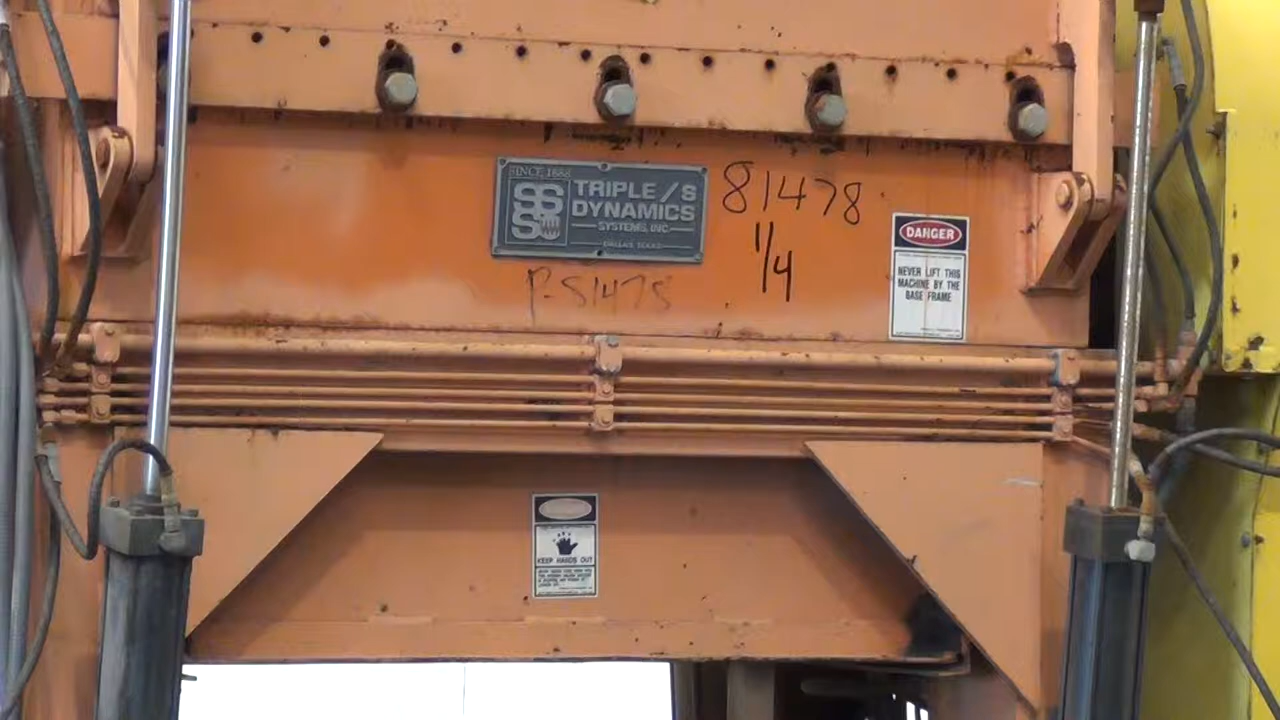 SINCE 1888
SSS
TRIPLE/S
DYNAMICS
SYSTEMS, INC.
DALLAS, TEXAS
81478
1/4
P-51475
DANGER
NEVER LIFT THIS
MACHINE BY THE
BASE FRAME
KEEP HANDS OUT